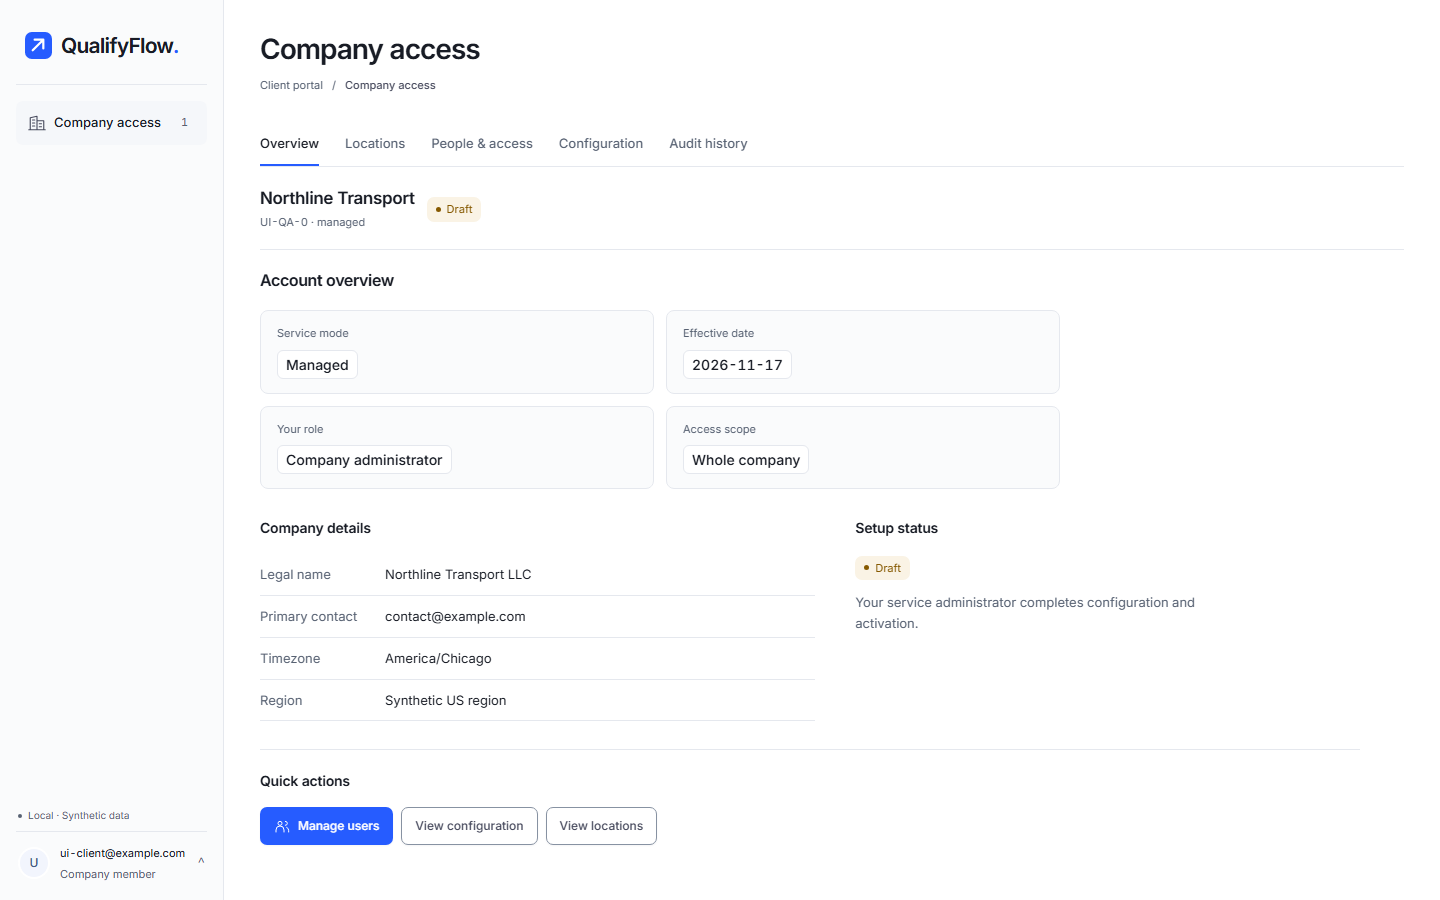 QualifyFlow.
Company access 1
Local · Synthetic data
U
ui-client@example.com
Company member
^
Company access
Client portal / Company access
Overview Locations People & access Configuration Audit history
Northline Transport
UI-QA-0 · managed
Draft
Account overview
Service mode
Managed
Effective date
2026-11-17
Your role
Company administrator
Access scope
Whole company
Company details
Legal name Northline Transport LLC
Primary contact contact@example.com
Timezone America/Chicago
Region Synthetic US region
Setup status
Draft
Your service administrator completes configuration and
activation.
Quick actions
Manage users View configuration View locations